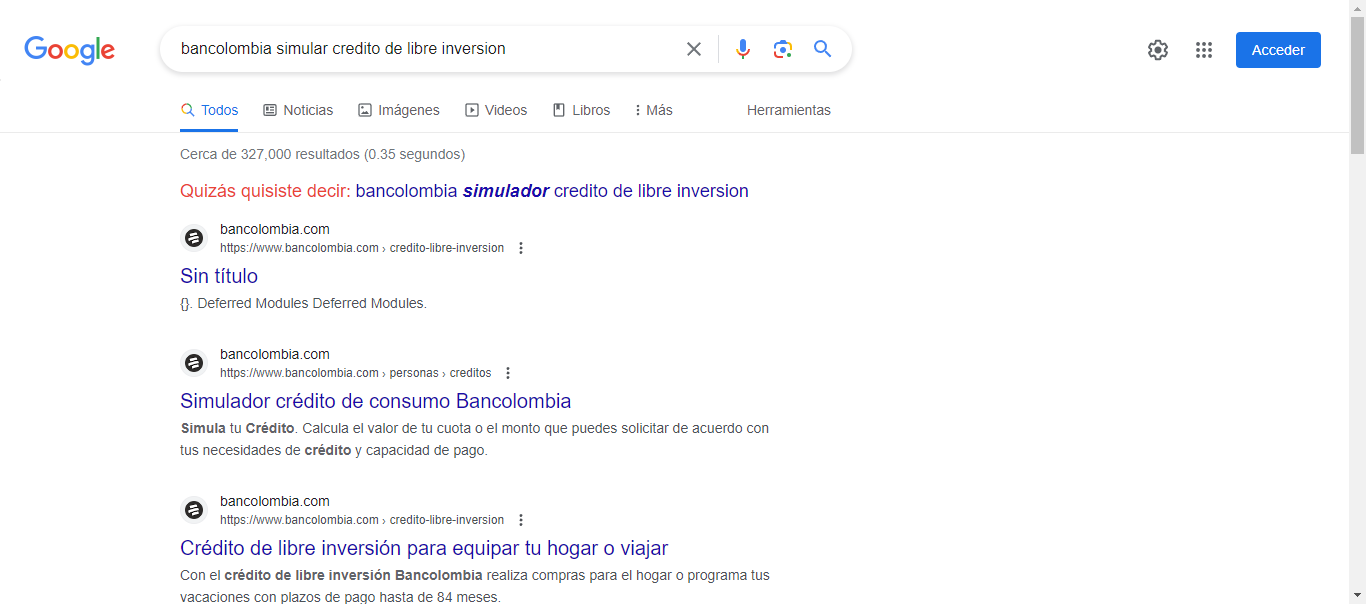 Google
bancolombia simular credito de libre inversion
Acceder
Todos Noticias Imágenes Videos Libros Más Herramientas
Cerca de 327,000 resultados (0.35 segundos)
Quizás quisiste decir: bancolombia simulador credito de libre inversion
bancolombia.com
https://www.bancolombia.com › credito-libre-inversion
Sin título
{}. Deferred Modules Deferred Modules.
bancolombia.com
https://www.bancolombia.com › personas › creditos
Simulador crédito de consumo Bancolombia
Simula tu Crédito. Calcula el valor de tu cuota o el monto que puedes solicitar de acuerdo con
tus necesidades de crédito y capacidad de pago.
bancolombia.com
https://www.bancolombia.com › credito-libre-inversion
Crédito de libre inversión para equipar tu hogar o viajar
Con el crédito de libre inversión Bancolombia realiza compras para el hogar o programa tus
vacaciones con plazos de pago hasta de 84 meses.